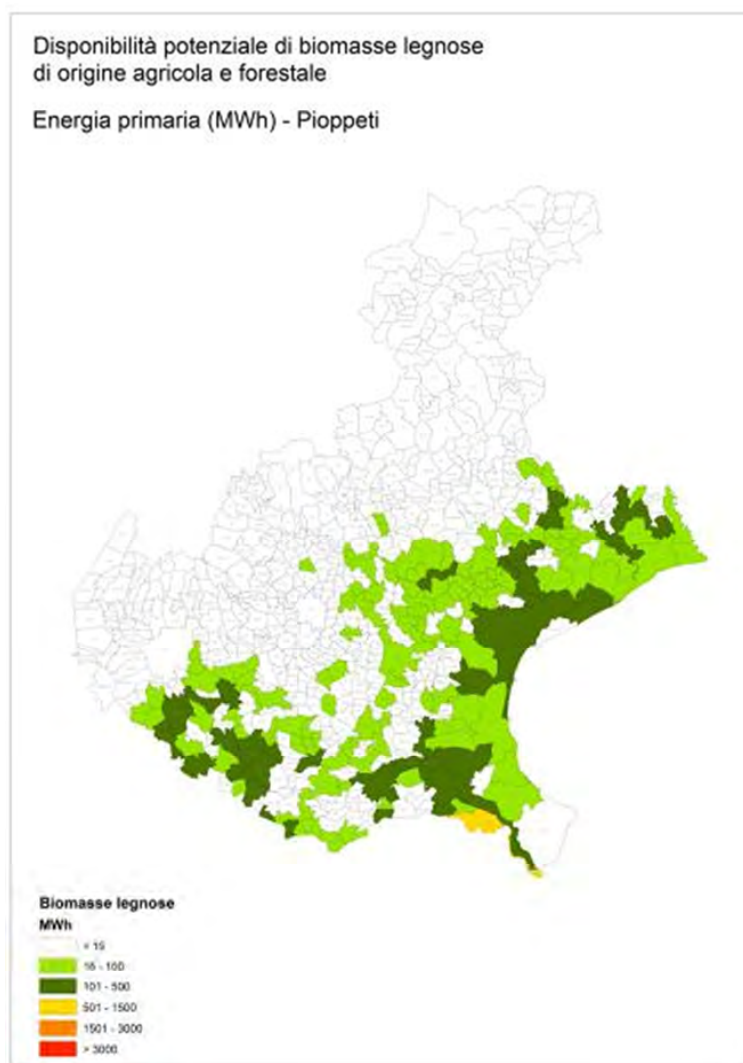 Disponibilità potenziale di biomasse legnose
di origine agricola e forestale
Energia primaria (MWh) - Pioppeti
Biomasse legnose
MWh
< 15
16 - 100
101 - 500
501 - 1500
1501 - 3000
> 3000